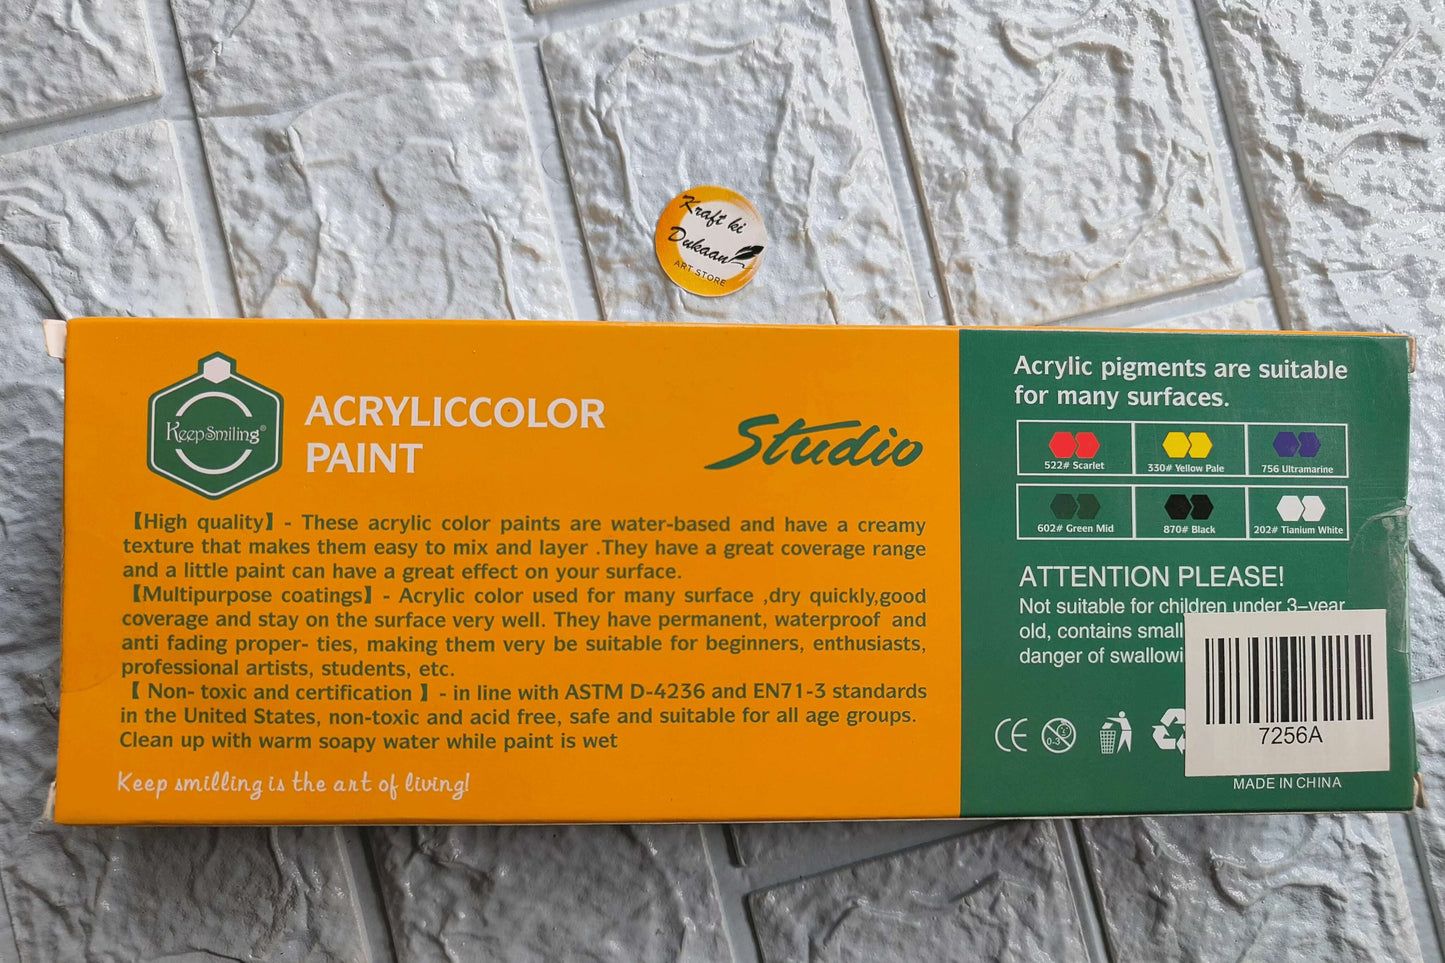 Kraft ki
Dukaan
ART STORE
KeepSmiling®
ACRYLICCOLOR
PAINT
Studio
【High quality】- These acrylic color paints are water-based and have a creamy
texture that makes them easy to mix and layer .They have a great coverage range
and a little paint can have a great effect on your surface.
【Multipurpose coatings】- Acrylic color used for many surface ,dry quickly,good
coverage and stay on the surface very well. They have permanent, waterproof and
anti fading proper- ties, making them very be suitable for beginners, enthusiasts,
professional artists, students, etc.
【 Non- toxic and certification 】- in line with ASTM D-4236 and EN71-3 standards
in the United States, non-toxic and acid free, safe and suitable for all age groups.
Clean up with warm soapy water while paint is wet
Keep smilling is the art of living!
Acrylic pigments are suitable
for many surfaces.
522# Scarlet
330# Yellow Pale
756 Ultramarine
602# Green Mid
870# Black
202# Tianium White
ATTENTION PLEASE!
Not suitable for children under 3-year
old, contains small
danger of
CE
0-3
7256A
MADE IN CHINA